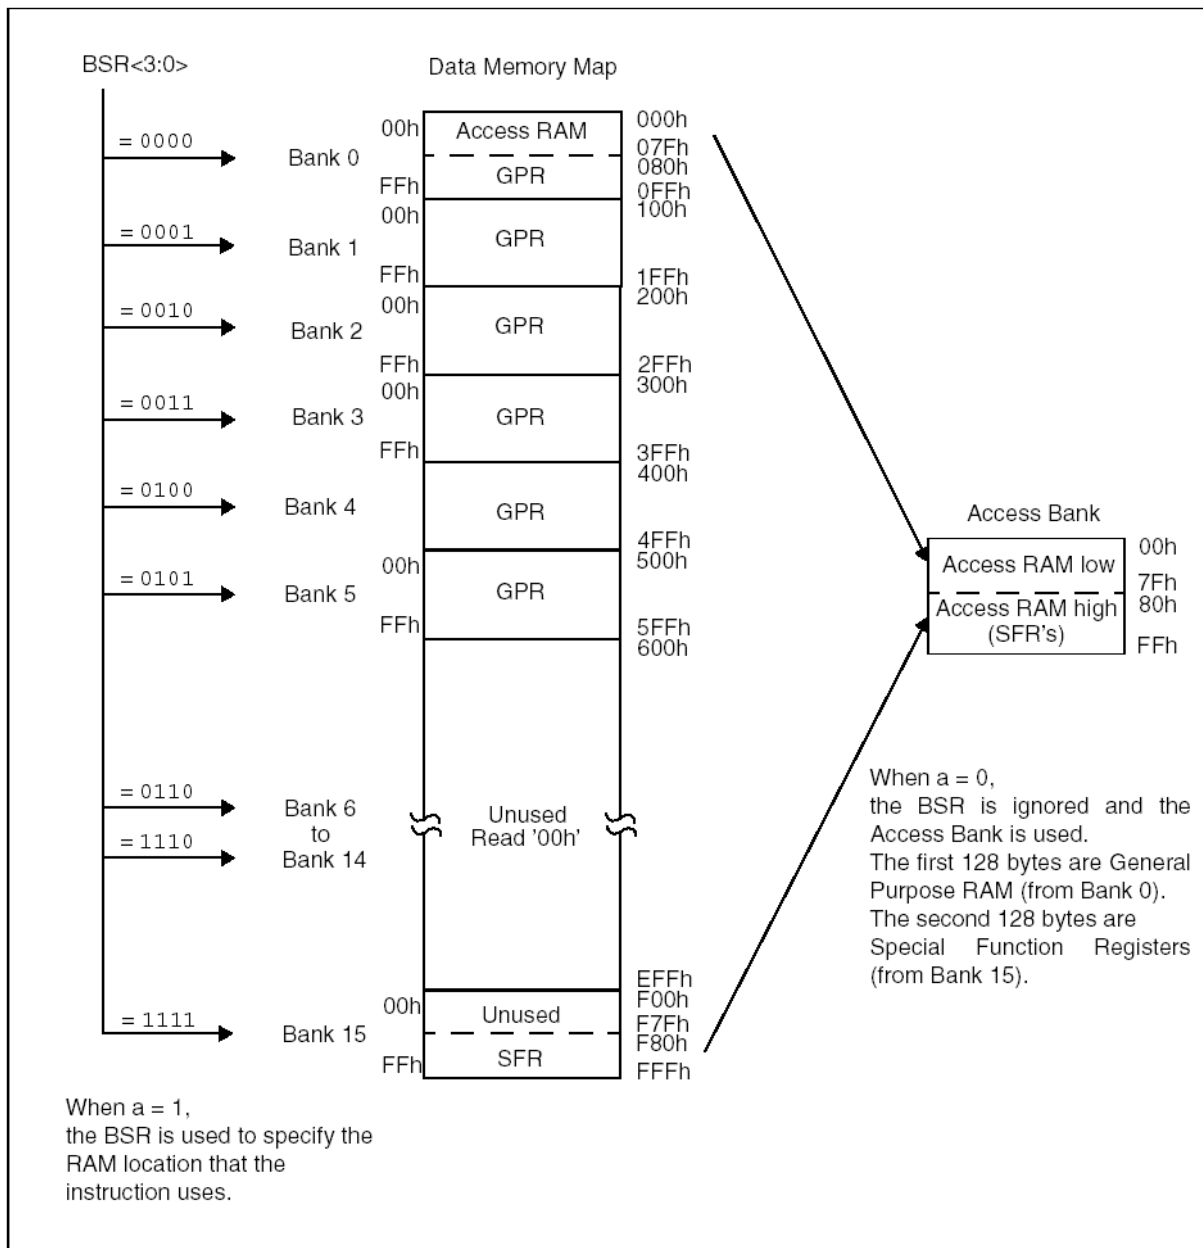 BSR<3:0>
Data Memory Map
= 0000
Bank 0
00h
Access RAM
000h
07Fh
080h
GPR
FFh
0FFh
= 0001
Bank 1
00h
100h
GPR
FFh
1FFh
= 0010
Bank 2
00h
200h
GPR
FFh
2FFh
= 0011
Bank 3
00h
300h
GPR
FFh
3FFh
= 0100
Bank 4
400h
GPR
4FFh
= 0101
Bank 5
00h
500h
GPR
FFh
5FFh
600h
= 0110
Bank 6
to
= 1110
Bank 14
Unused
Read '00h'
EFFh
= 1111
Bank 15
00h
F00h
Unused
F7Fh
F80h
SFR
FFh
FFFh
Access Bank
Access RAM low
00h
7Fh
Access RAM high
(SFR's)
80h
FFh
When a = 0,
the BSR is ignored and the
Access Bank is used.
The first 128 bytes are General
Purpose RAM (from Bank 0).
The second 128 bytes are
Special Function Registers
(from Bank 15).
When a = 1,
the BSR is used to specify the
RAM location that the
instruction uses.